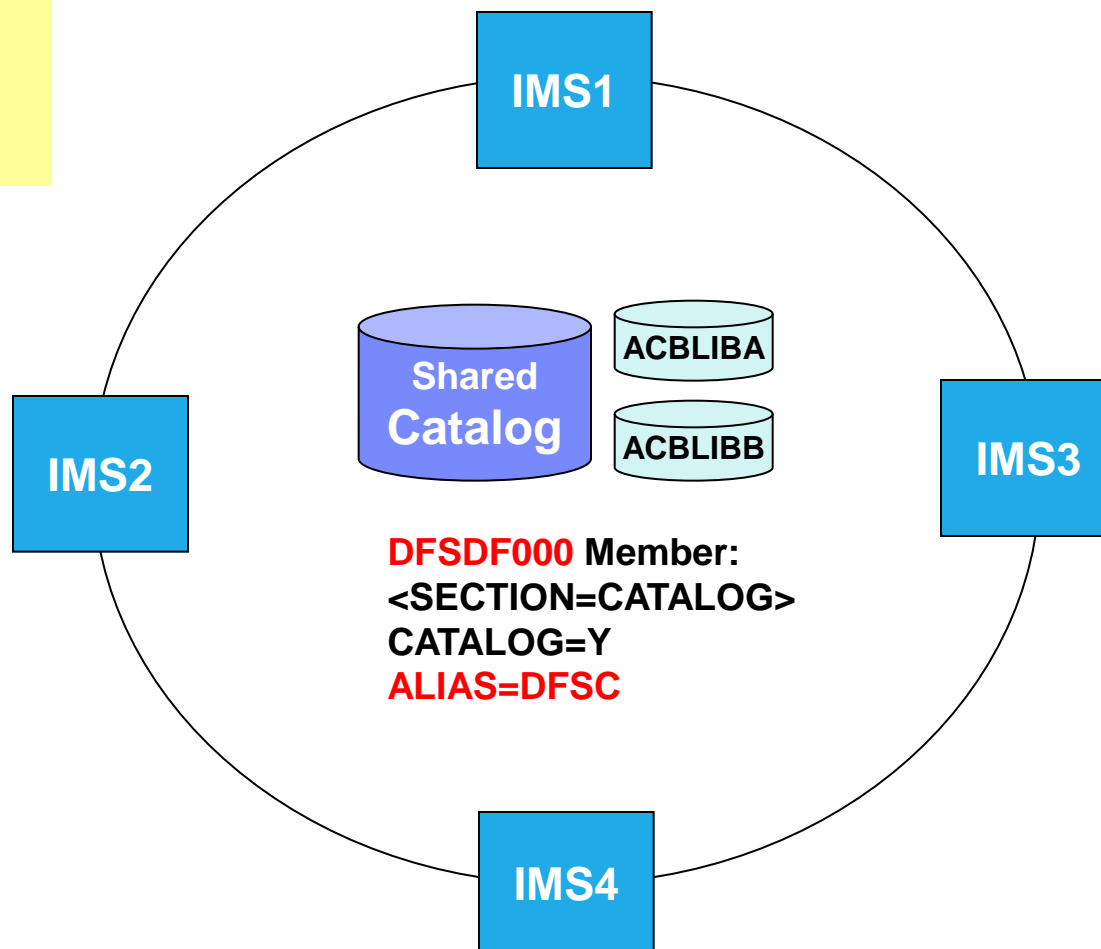 IMS1
ACBLIBA
Shared
Catalog
ACBLIBB
IMS2
IMS3
DFSDF000 Member:
<SECTION=CATALOG>
CATALOG=Y
ALIAS=DFSC
IMS4